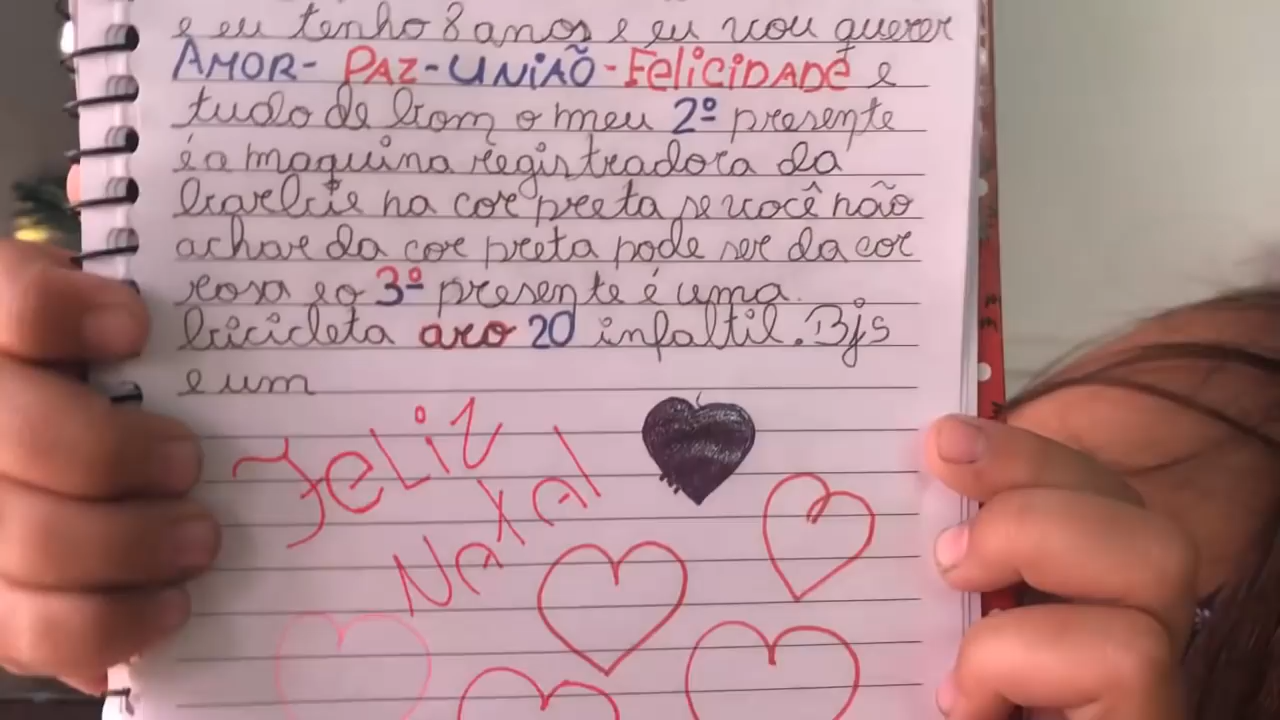 e eu tenho 8 anos e eu vou querer
AMOR- PAZ-UNIÃO-FELICIDADE e
tudo de bom o meu 2º presente
é a maquina registradora da
barbie na cor preta se você não
achar da cor preta pode ser da cor
rosa e o 3º presente é uma
bicicleta aro 20 infaltil. Bjs
e um
Feliz
Natal